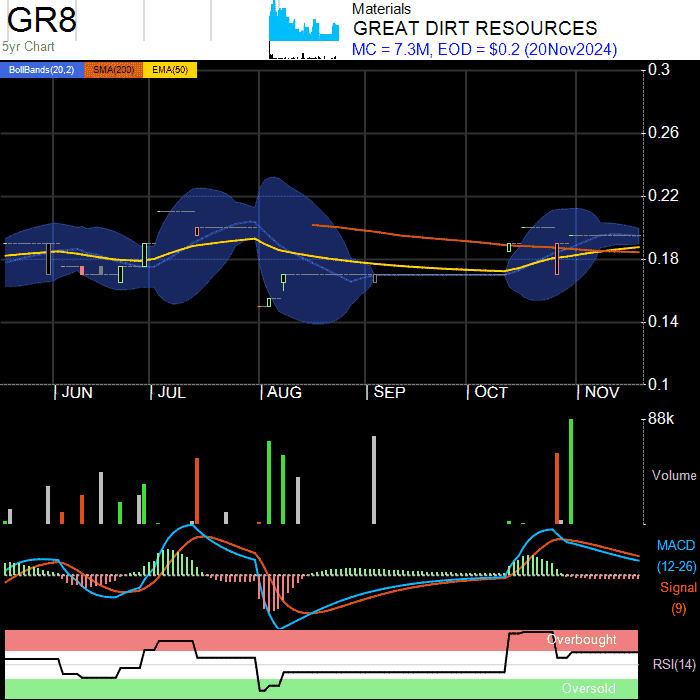 GR8
5yr Chart
Materials
GREAT DIRT RESOURCES
MC = 7.3M, EOD = $0.2 (20Nov2024)
BollBands(20,2) SMA(200) EMA(50)
0.3
0.26
0.22
0.18
0.14
0.1
JUN JUL AUG SEP OCT NOV
88k
Volume
MACD
(12-26)
Signal
(9)
Overbought
RSI(14)
Oversold